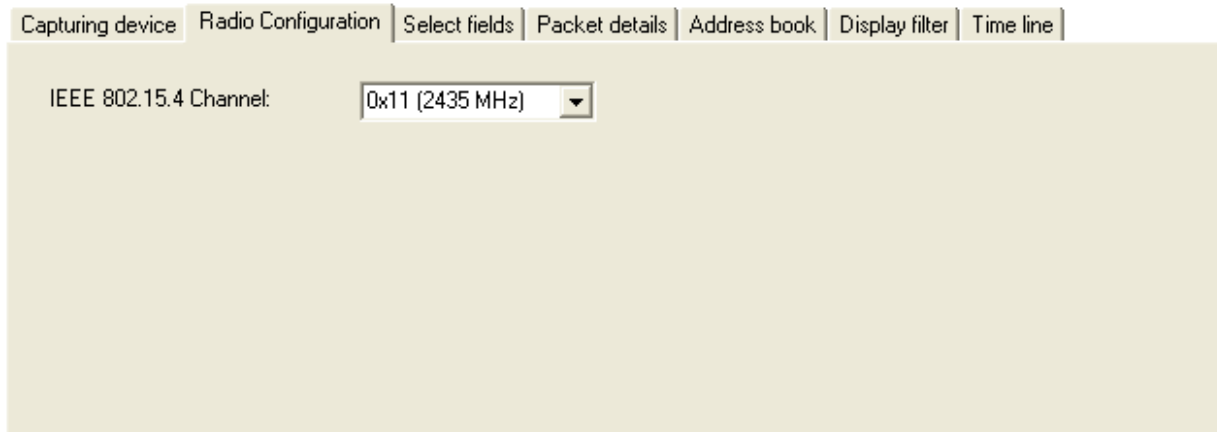 Capturing device Radio Configuration Select fields Packet details Address book Display filter Time line
IEEE 802.15.4 Channel: 0x11 (2435 MHz)